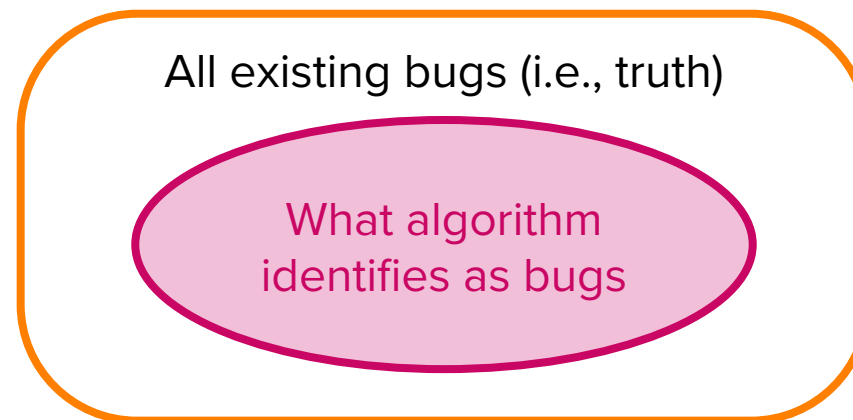 All existing bugs (i.e., truth)
What algorithm
identifies as bugs